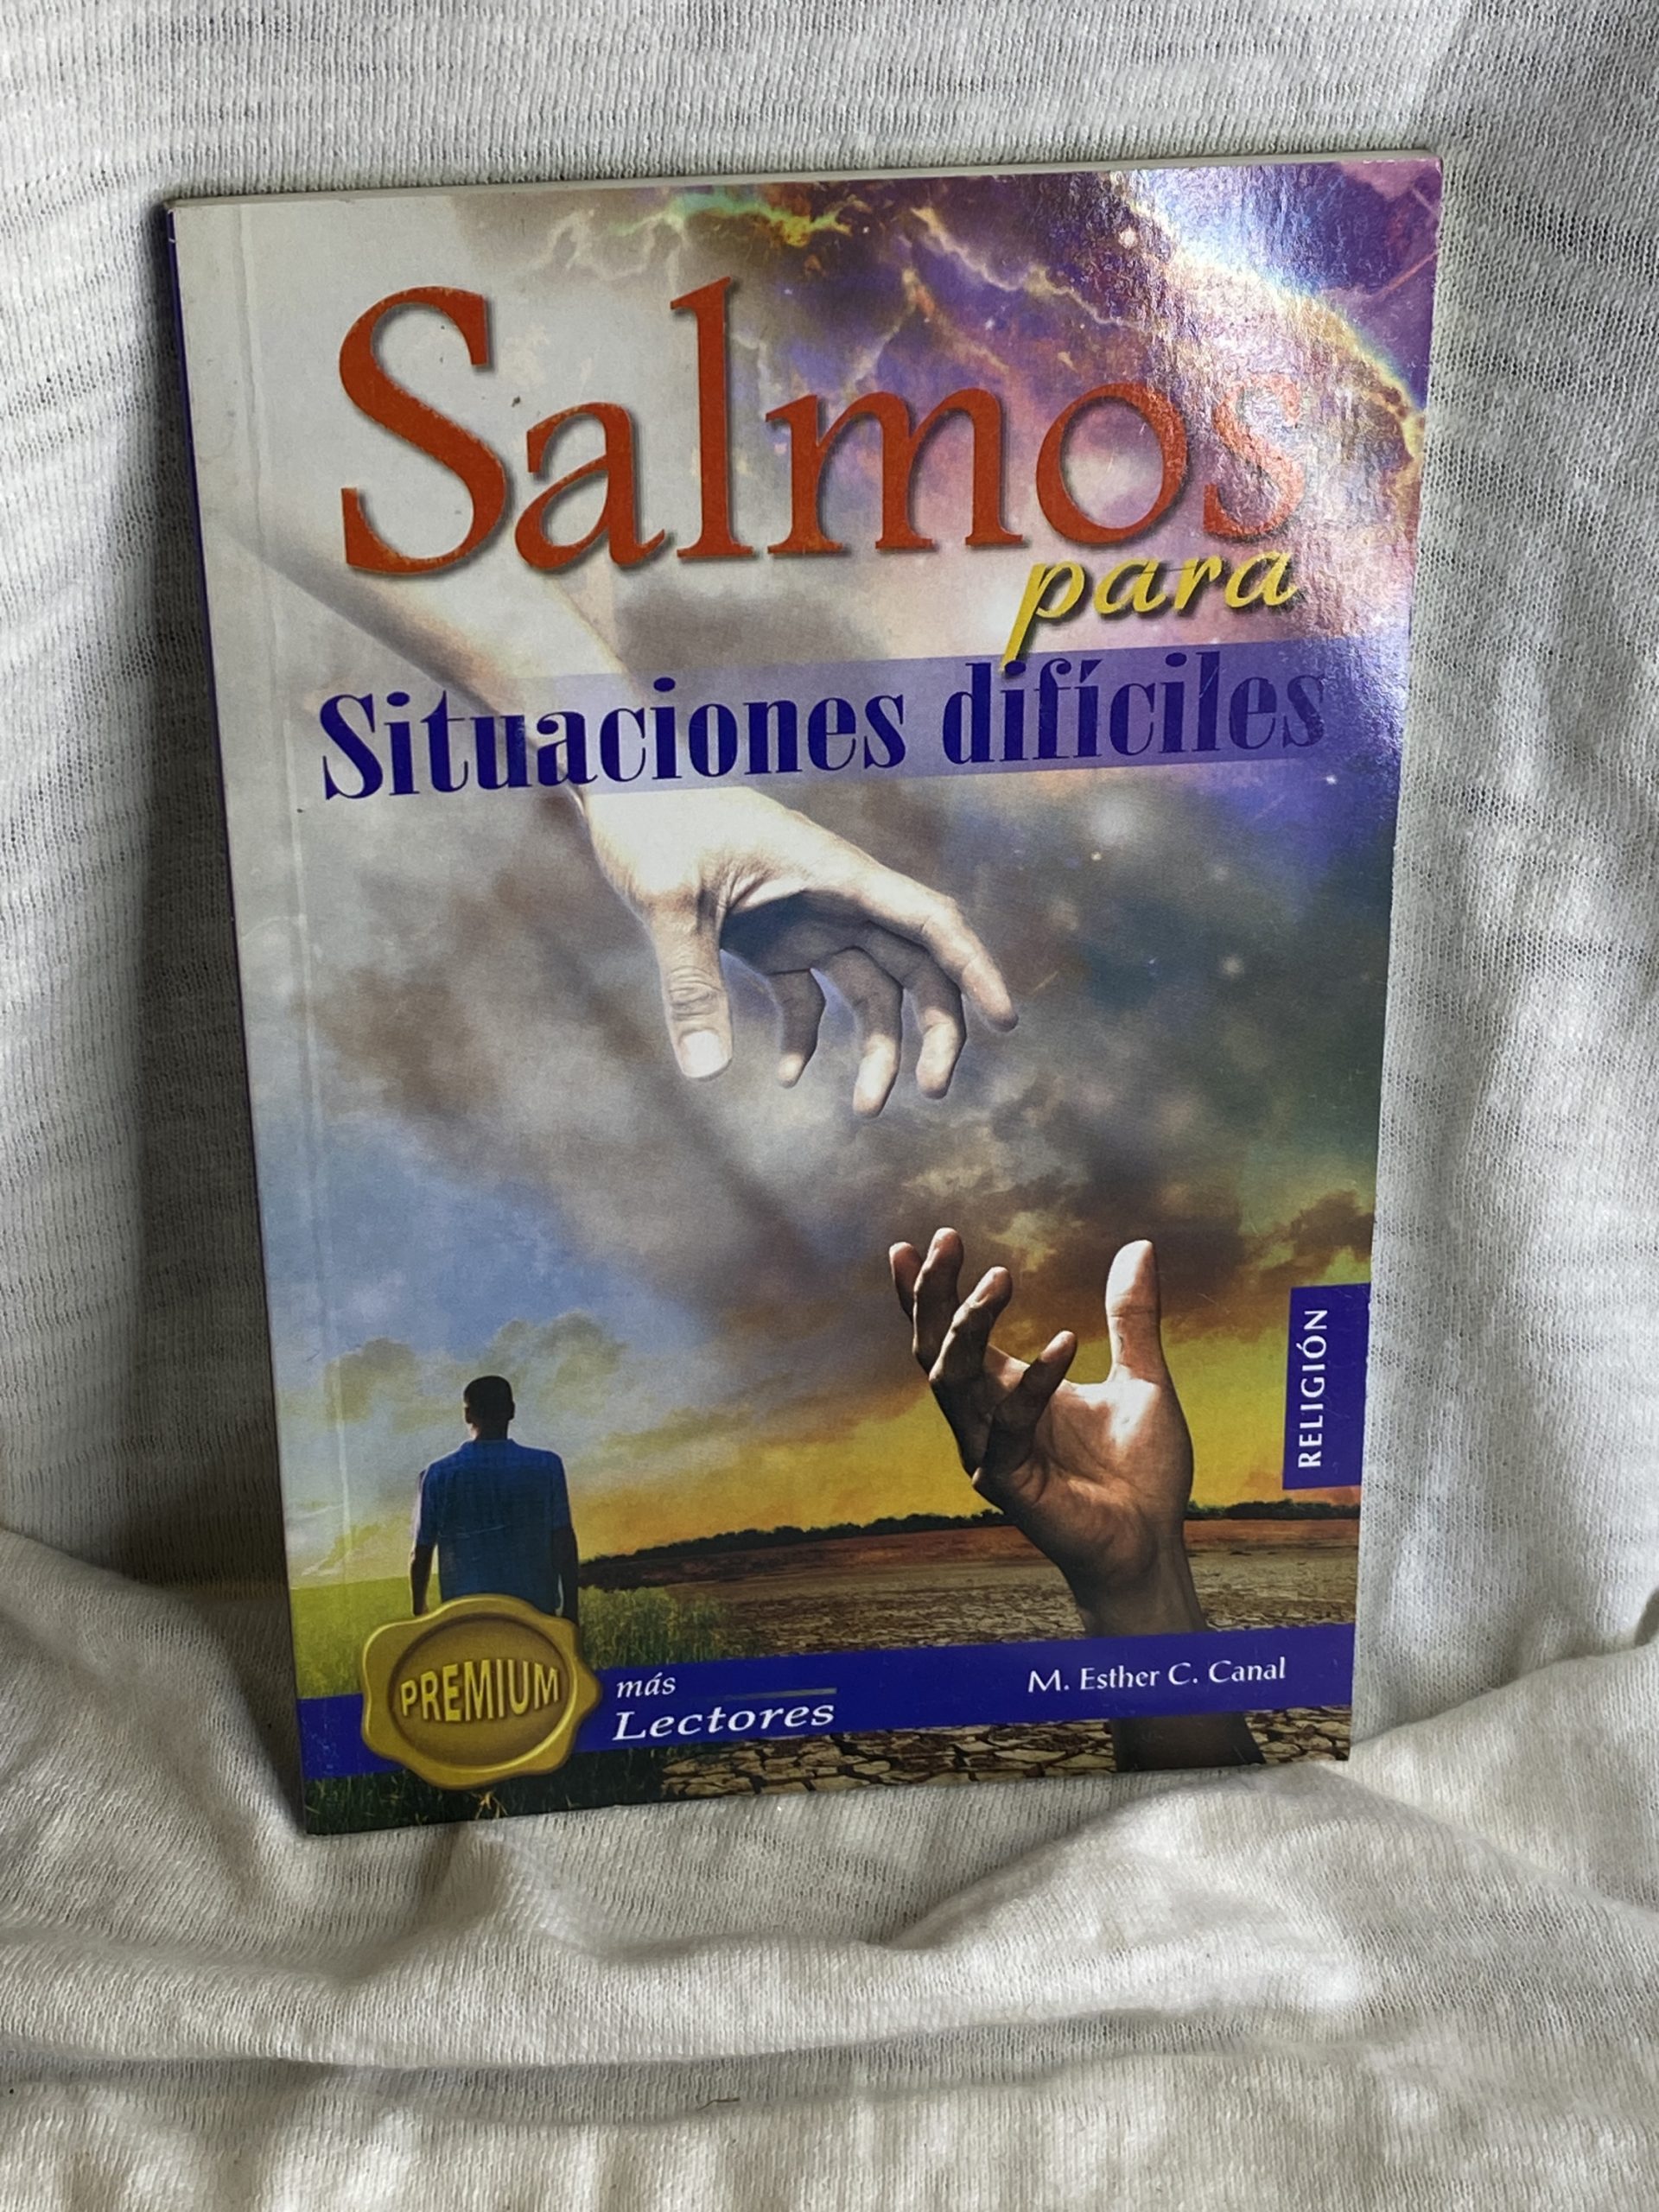 Salmos
para
Situaciones difíciles
RELIGIÓN
PREMIUM
más
Lectores
M. Esther C. Canal